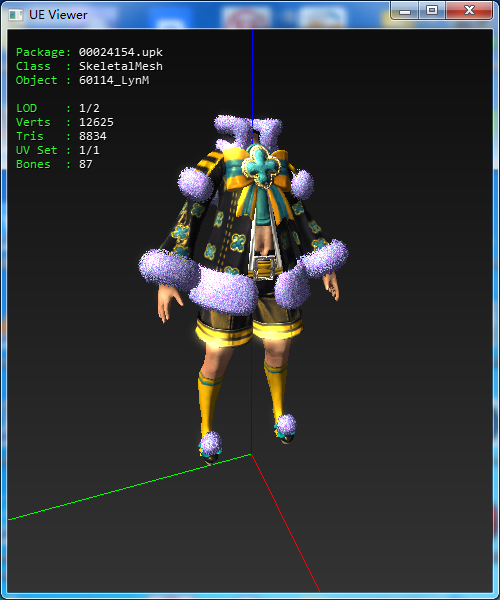 UE Viewer
Package: 00024154.upk
Class : SkeletalMesh
Object : 60114_LynM
LOD : 1/2
Verts : 12625
Tris : 8834
UV Set : 1/1
Bones : 87